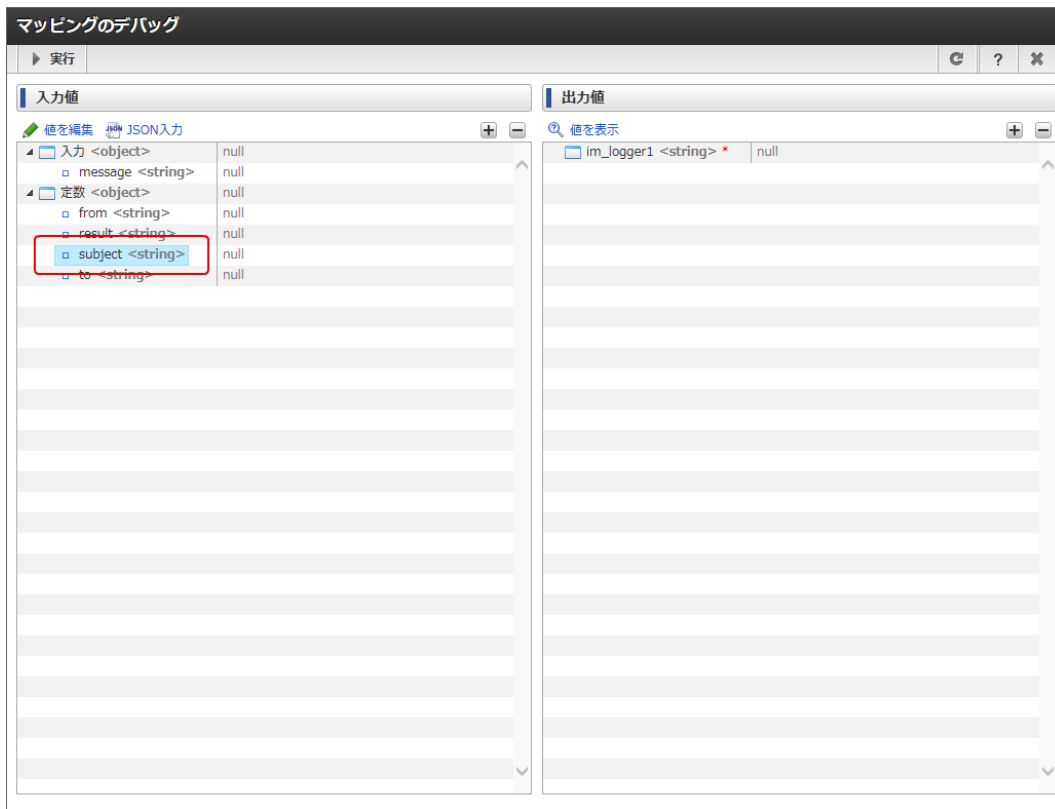 マッピングのデバッグ
実行 ?
入力値
値を編集 JSON JSON入力
入力 <object> null
message <string> null
定数 <object> null
from <string> null
result <string> null
subject <string> null
to <string> null
出力値
値を表示
im_logger1 <string> * null